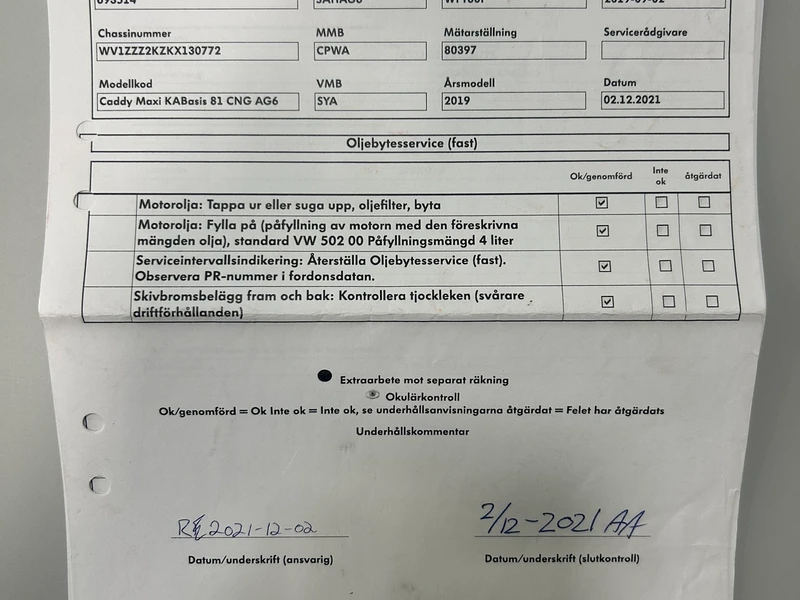 Chassinummer MMB Mätarställning Servicerådgivare
WV1ZZZ2KZKX130772 CPWA 80397
Modellkod VMB Årsmodell Datum
Caddy Maxi KABasis 81 CNG AG6 SYA 2019 02.12.2021
Oljebytesservice (fast)
Ok/genomförd Inte ok åtgärdat
Motorolja: Tappa ur eller suga upp, oljefilter, byta
Motorolja: Fylla på (påfyllning av motorn med den föreskrivna
mängden olja), standard VW 502 00 Påfyllningsmängd 4 liter
Serviceintervallsindikering: Återställa Oljebytesservice (fast).
Observera PR-nummer i fordonsdatan.
Skivbromsbelägg fram och bak: Kontrollera tjockleken (svårare
driftförhållanden)
Extraarbete mot separat räkning
Okulärkontroll
Ok/genomförd = Ok Inte ok = Inte ok, se underhållsanvisningarna åtgärdat = Felet har åtgärdats
Underhållskommentar
2021-12-02 2/12-2021 AA
Datum/underskrift (ansvarig) Datum/underskrift (slutkontroll)